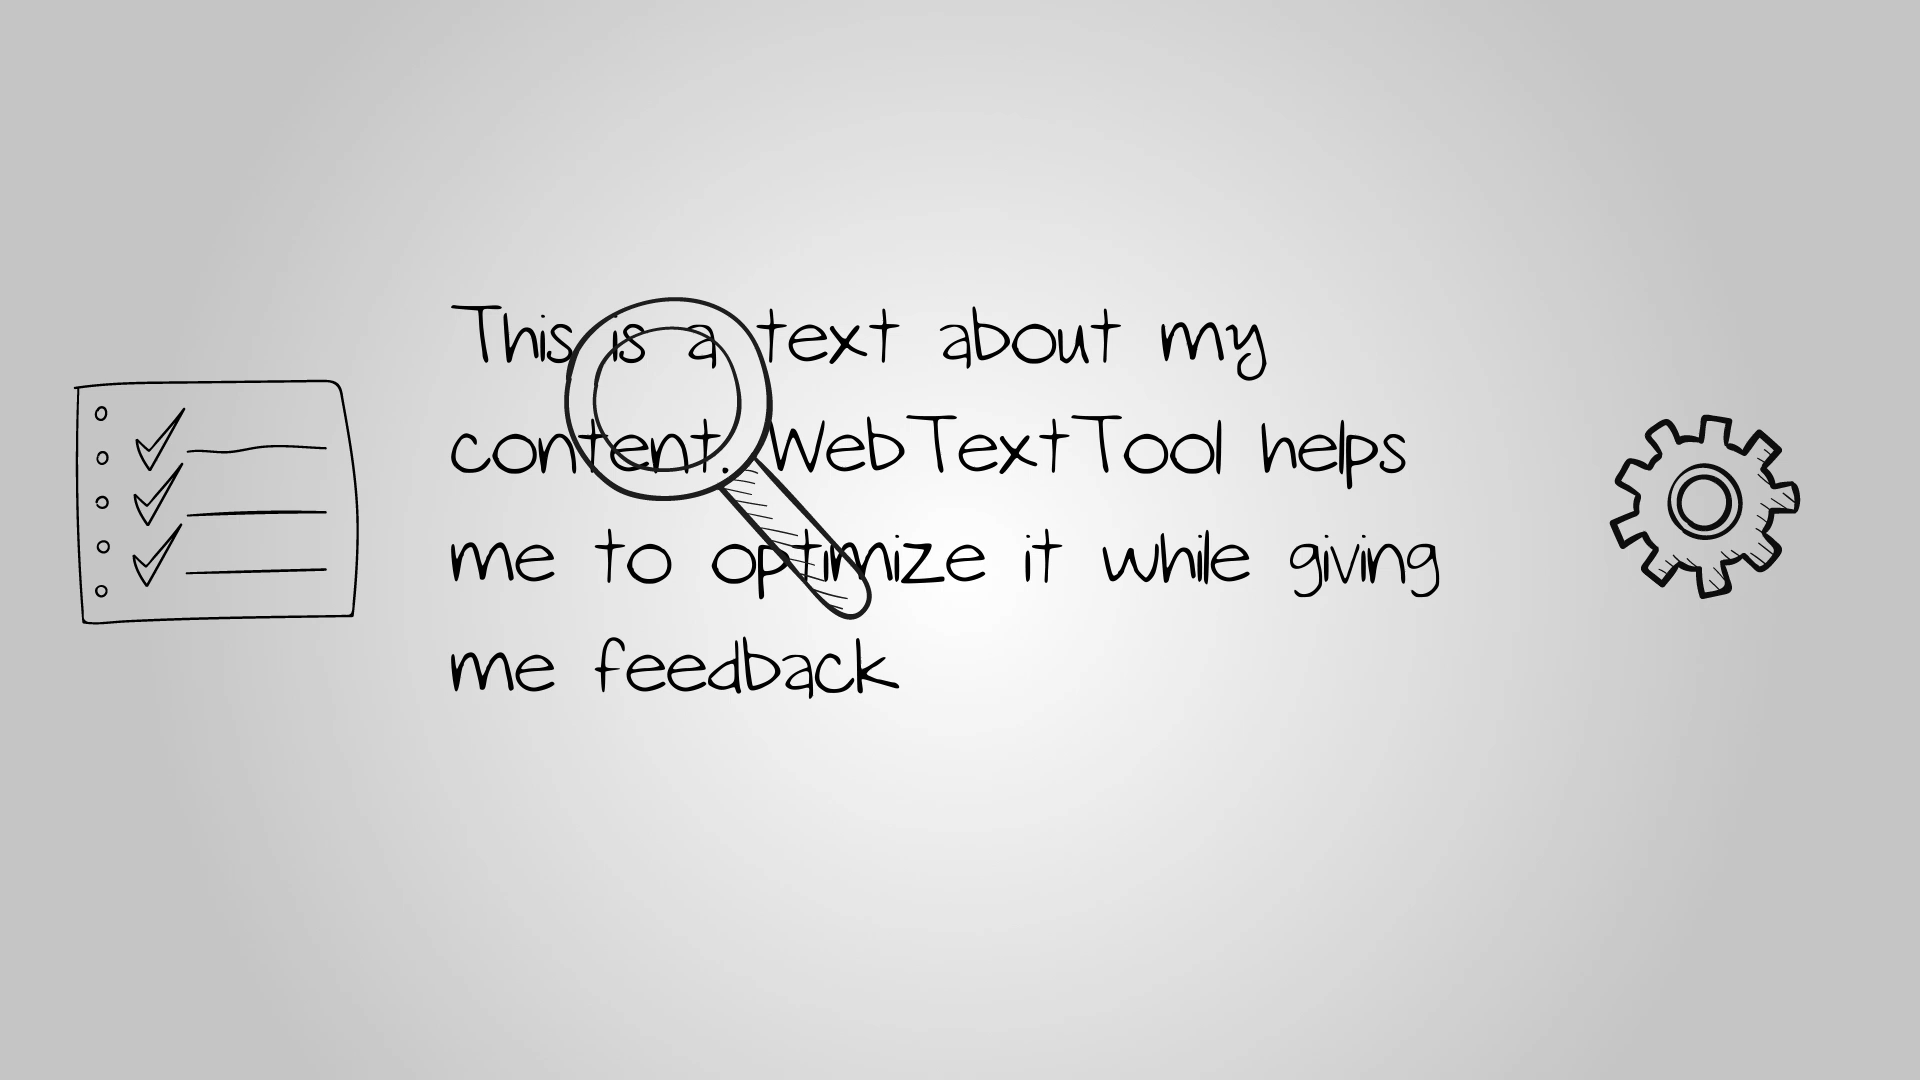 This is a text about my
content. WebTextTool helps
me to optimize it while giving
me feedback